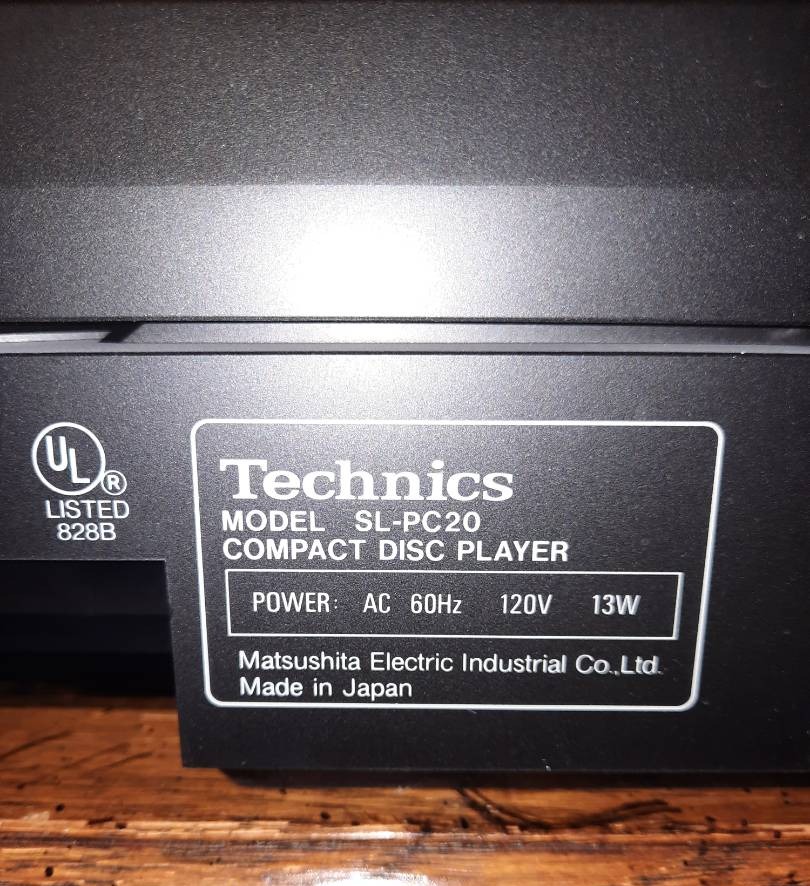 UL ®
LISTED
828B
Technics
MODEL SL-PC20
COMPACT DISC PLAYER
POWER: AC 60Hz 120V 13W
Matsushita Electric Industrial Co.,Ltd.
Made in Japan